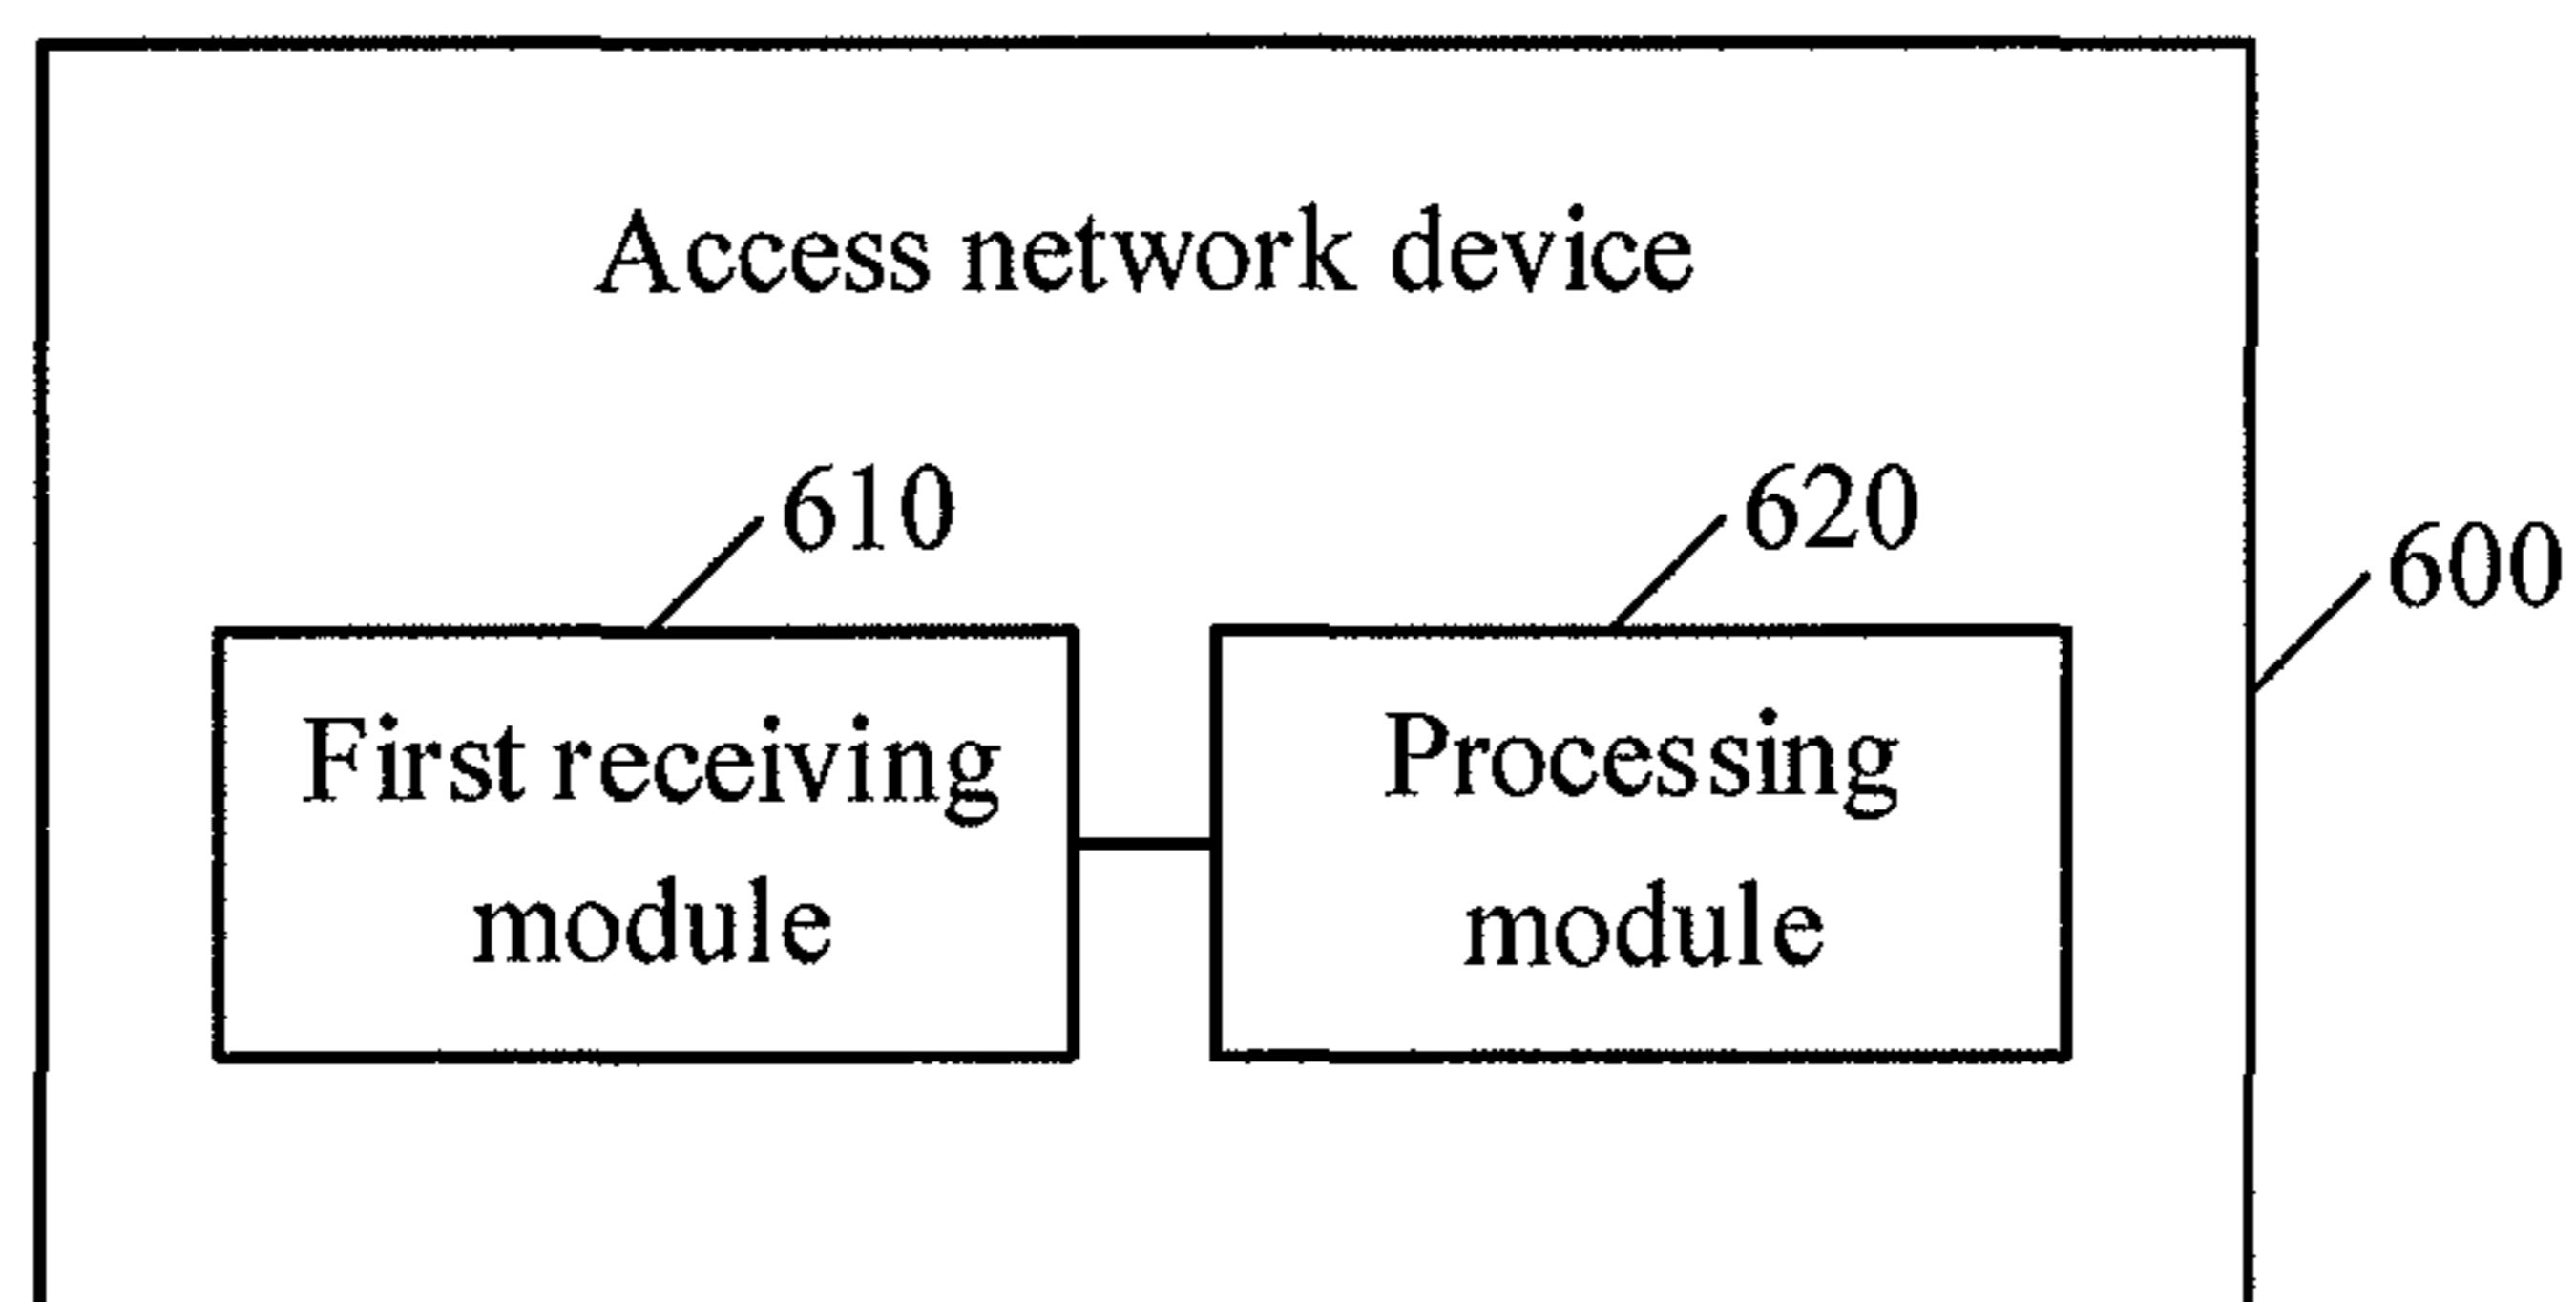 Access network device
610
620
600
First receiving
module
Processing
module